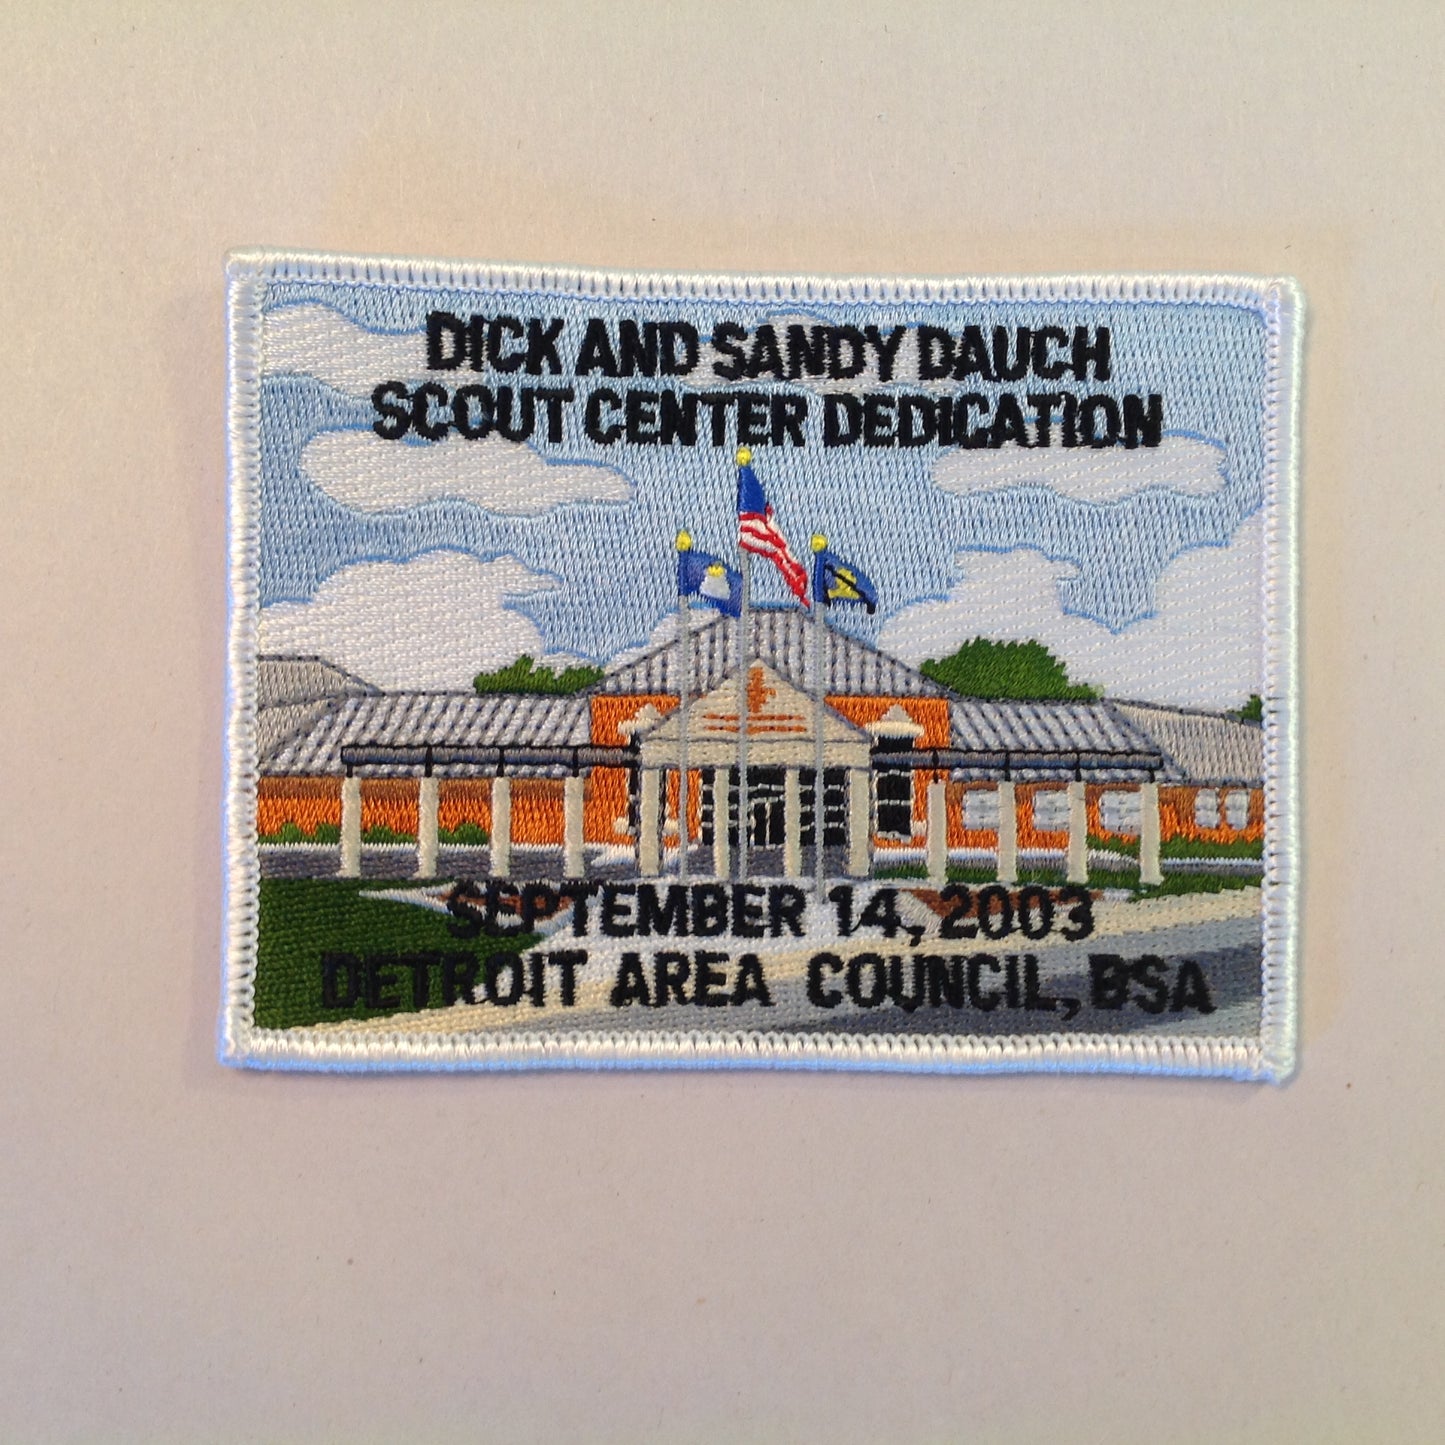 DICK AND SANDY DAUCH
SCOUT CENTER DEDICATION
SEPTEMBER 14, 2003
DETROIT AREA COUNCIL, BSA